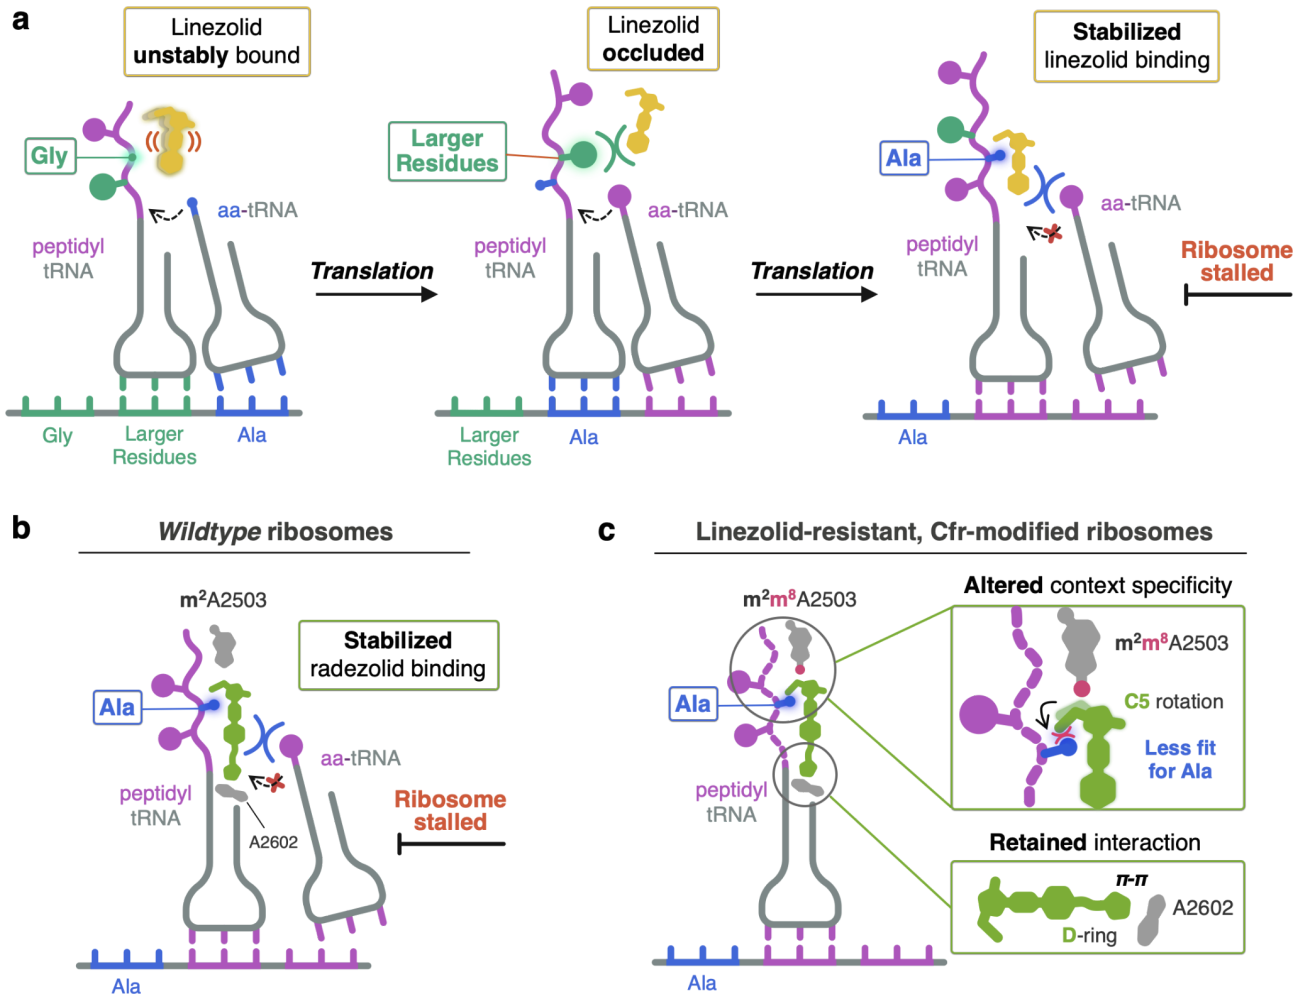 a
Linezolid
unstably bound
Gly
aa-tRNA
peptidyl
tRNA
Gly
Larger
Residues
Ala
Translation
Linezolid
occluded
Larger
Residues
aa-tRNA
peptidyl
tRNA
Larger
Residues
Ala
Translation
Stabilized
linezolid binding
Ala
aa-tRNA
peptidyl
tRNA
Ala
Ribosome
stalled
b
Wildtype ribosomes
m²A2503
Stabilized
radezolid binding
Ala
aa-tRNA
peptidyl
tRNA
A2602
Ribosome
stalled
Ala
c
Linezolid-resistant, Cfr-modified ribosomes
m²m⁸A2503
Ala
peptidyl
tRNA
Ala
Altered context specificity
m²m⁸A2503
C5 rotation
Less fit
for Ala
Retained interaction
π-π
A2602
D-ring